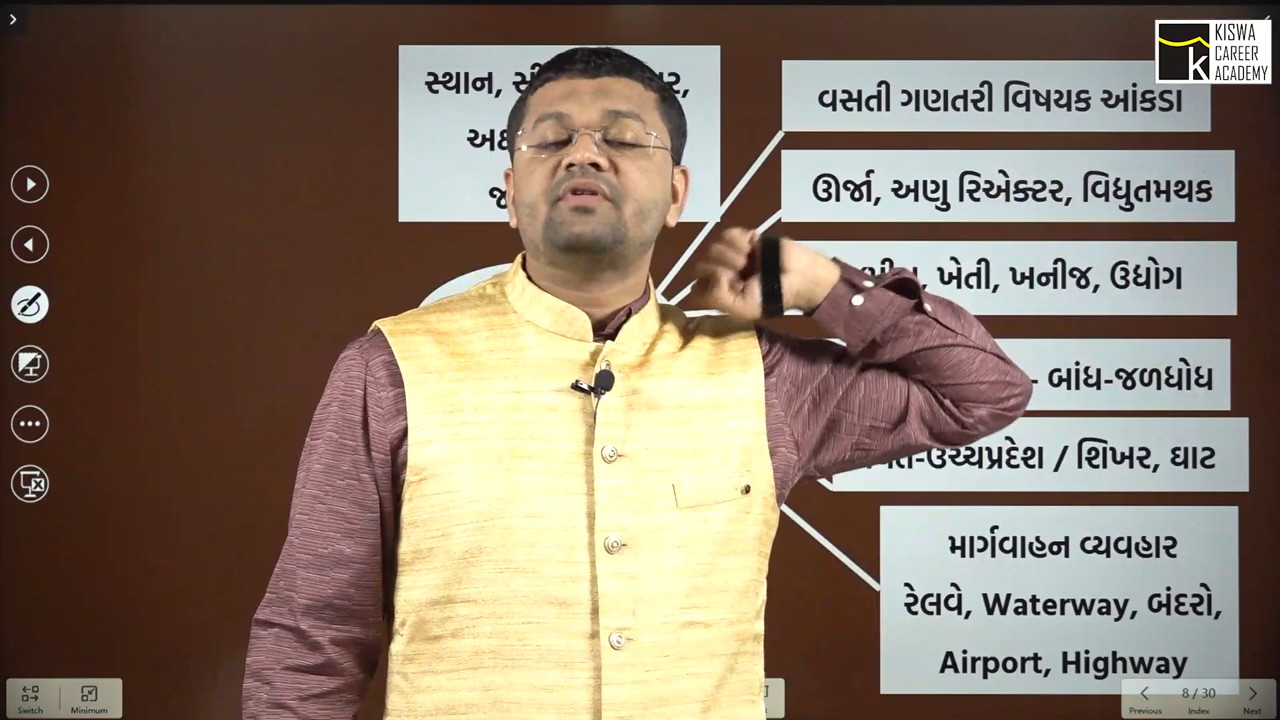 KISWA
CAREER
ACADEMY
સ્થાન,
વસતી ગણતરી વિષયક આંકડા
ઊર્જા, અણુ રિએક્ટર, વિદ્યુતમથક
ખેતી, ખનીજ, ઉદ્યોગ
- બાંધ-જળધોધ
-ઉચ્ચપ્રદેશ / શિખર, ઘાટ
માર્ગવાહન વ્યવહાર
રેલવે, Waterway, બંદરો,
Airport, Highway
Switch
Minimum
8 / 30
Previous
Index
Next